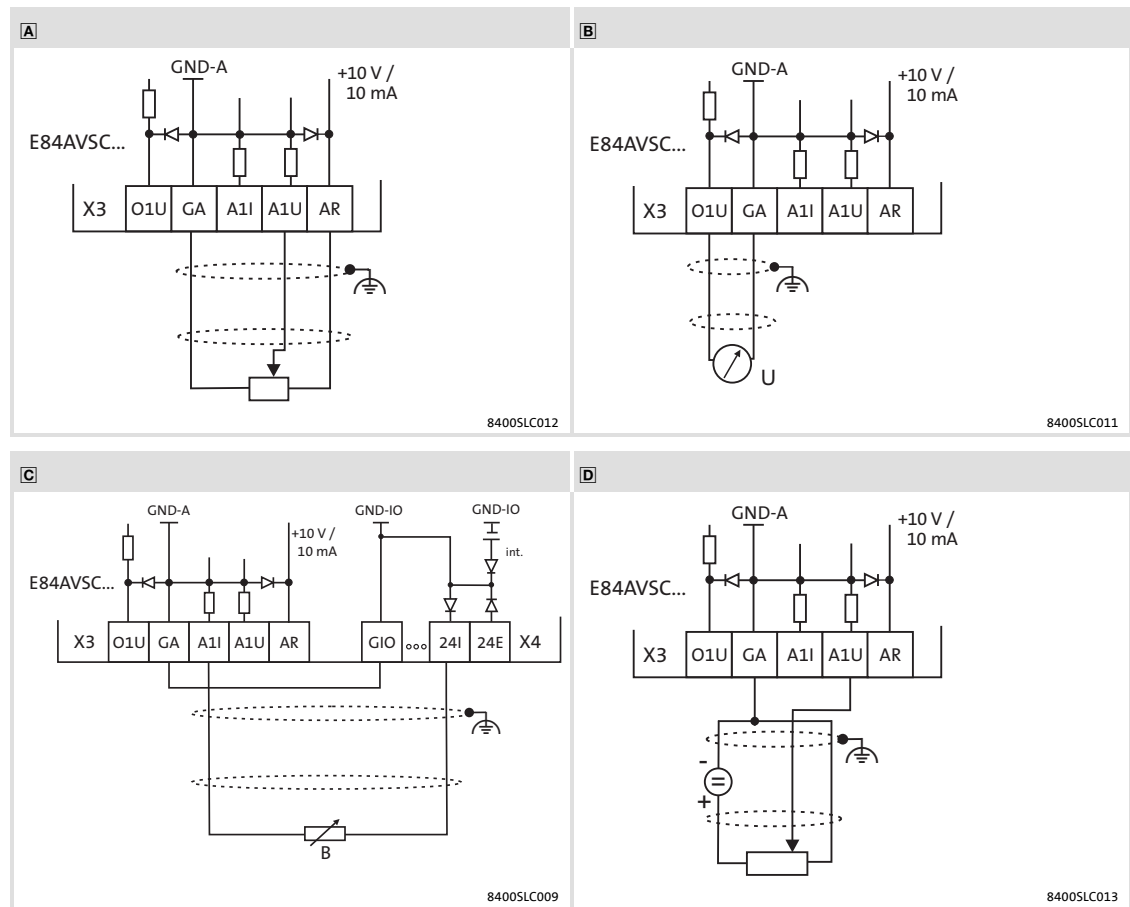 A
GND-A
+10 V /
10 mA
E84AVSC...
X3 O1U GA A1I A1U AR
8400SLC012
B
GND-A
+10 V /
10 mA
E84AVSC...
X3 O1U GA A1I A1U AR
U
8400SLC011
C
GND-A GND-IO GND-IO
+10 V /
10 mA
int.
E84AVSC...
X3 O1U GA A1I A1U AR GIO 24I 24E X4
B
8400SLC009
D
GND-A
+10 V /
10 mA
E84AVSC...
X3 O1U GA A1I A1U AR
-
+
8400SLC013